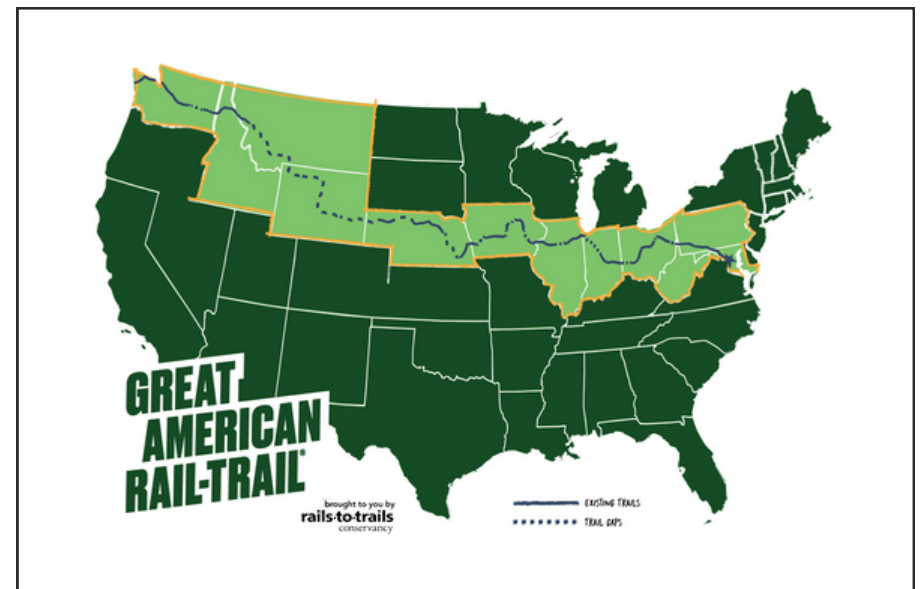 GREAT
AMERICAN
RAIL-TRAIL®
brought to you by
rails·to·trails
conservancy
EXISTING TRAILS
TRAIL GAPS